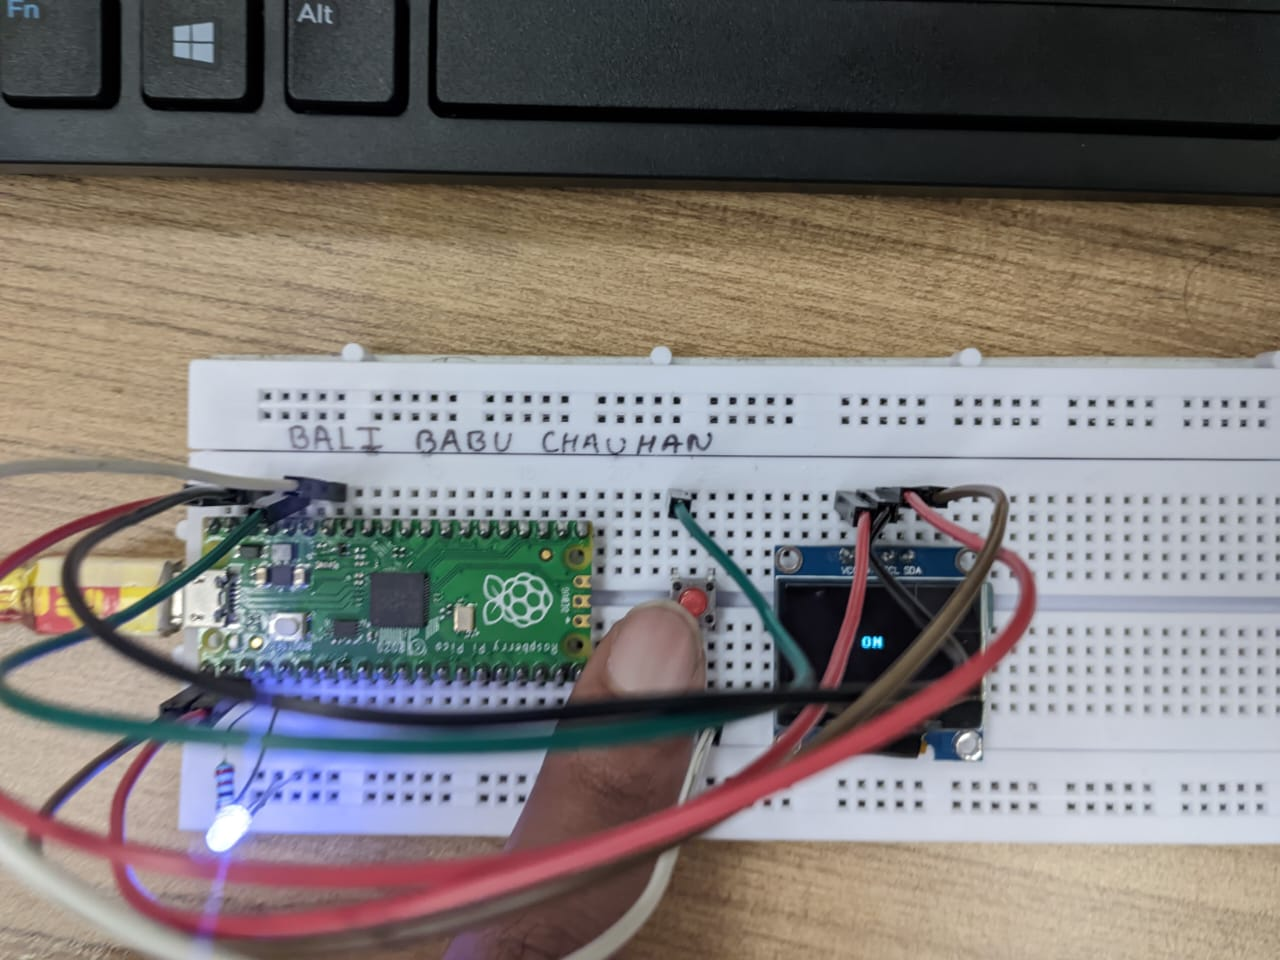 Fn
Alt
BALI BABU CHAUHAN
SDA
ON
Raspberry Pi Pico